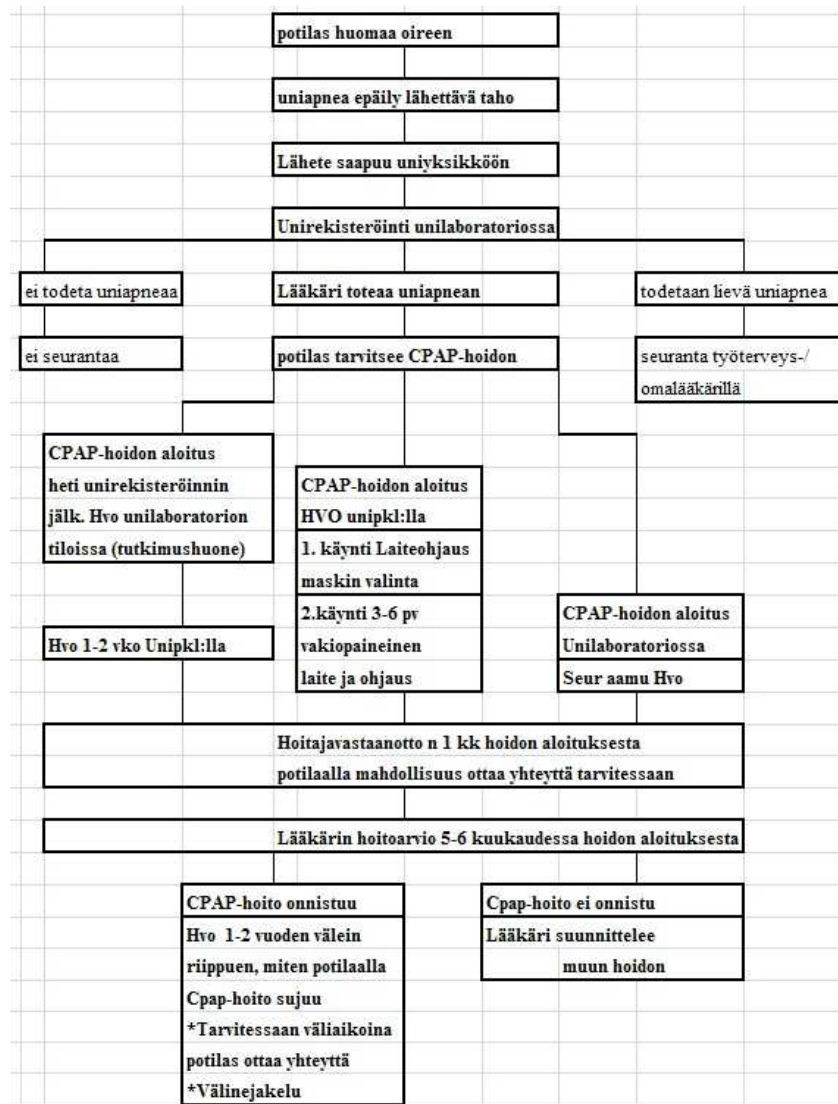 potilas huomaa oireen
uniapnea epäily lähettävä taho
Lähete saapuu uniyksikköön
Unirekisteröinti unilaboratoriossa
ei todeta uniapneaa
Lääkäri toteaa uniapnean
todetaan lievä uniapnea
ei seurantaa
potilas tarvitsee CPAP-hoidon
seuranta työterveys-/
omalääkärillä
CPAP-hoidon aloitus
heti unirekisteröinnin
jälk. Hvo unilaboratorion
tiloissa (tutkimushuone)
Hvo 1-2 vko Unipkl:lla
CPAP-hoidon aloitus
HVO unipkl:lla
1. käynti Laiteohjaus
maskin valinta
2.käynti 3-6 pv
vakiopaineinen
laite ja ohjaus
CPAP-hoidon aloitus
Unilaboratoriossa
Seur aamu Hvo
Hoitajavastaanotto n 1 kk hoidon aloituksesta
potilaalla mahdollisuus ottaa yhteyttä tarvitessaan
Lääkärin hoitoarvio 5-6 kuukaudessa hoidon aloituksesta
CPAP-hoito onnistuu
Hvo 1-2 vuoden välein
riippuen, miten potilaalla
Cpap-hoito sujuu
*Tarvitessaan väliaikoina
potilas ottaa yhteyttä
*Välinejakelu
Cpap-hoito ei onnistu
Lääkäri suunnittelee
muun hoidon